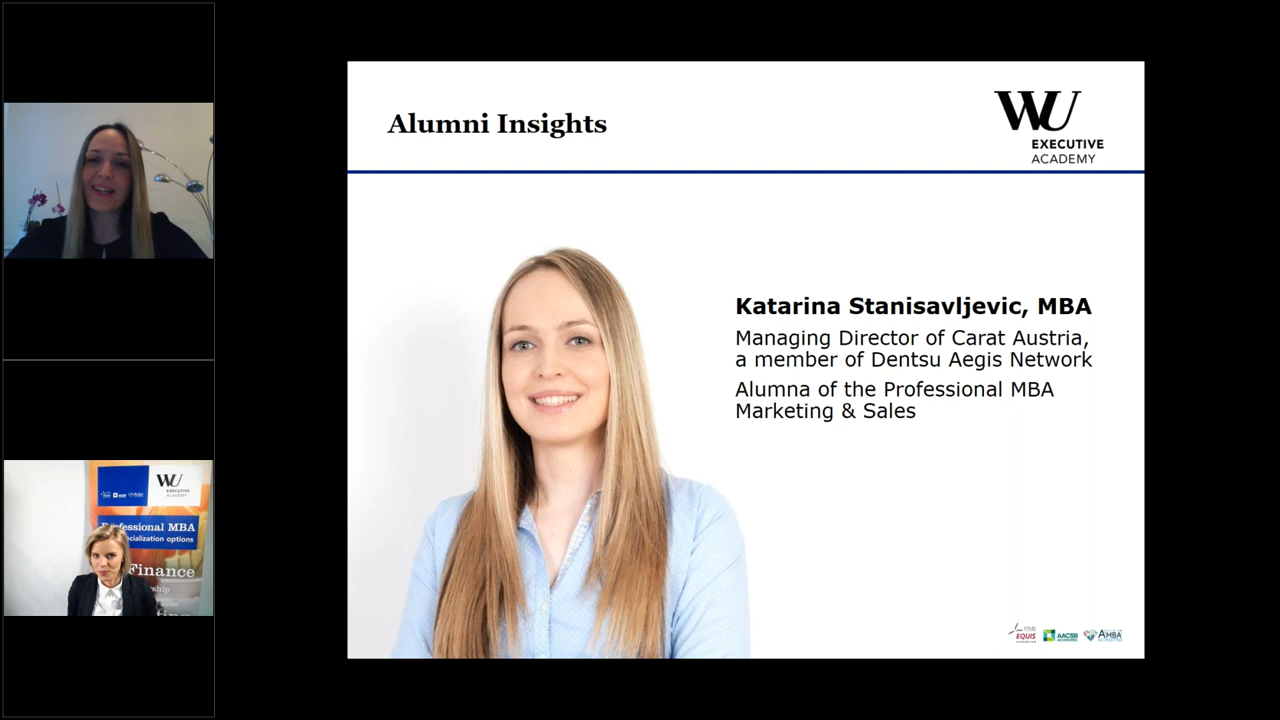 Alumni Insights
WU
EXECUTIVE
ACADEMY
Katarina Stanisavljevic, MBA
Managing Director of Carat Austria,
a member of Dentsu Aegis Network
Alumna of the Professional MBA
Marketing & Sales
EFMD
EQUIS
AACSB
AMBA
WU
EXECUTIVE
ACADEMY
Professional MBA
Finance